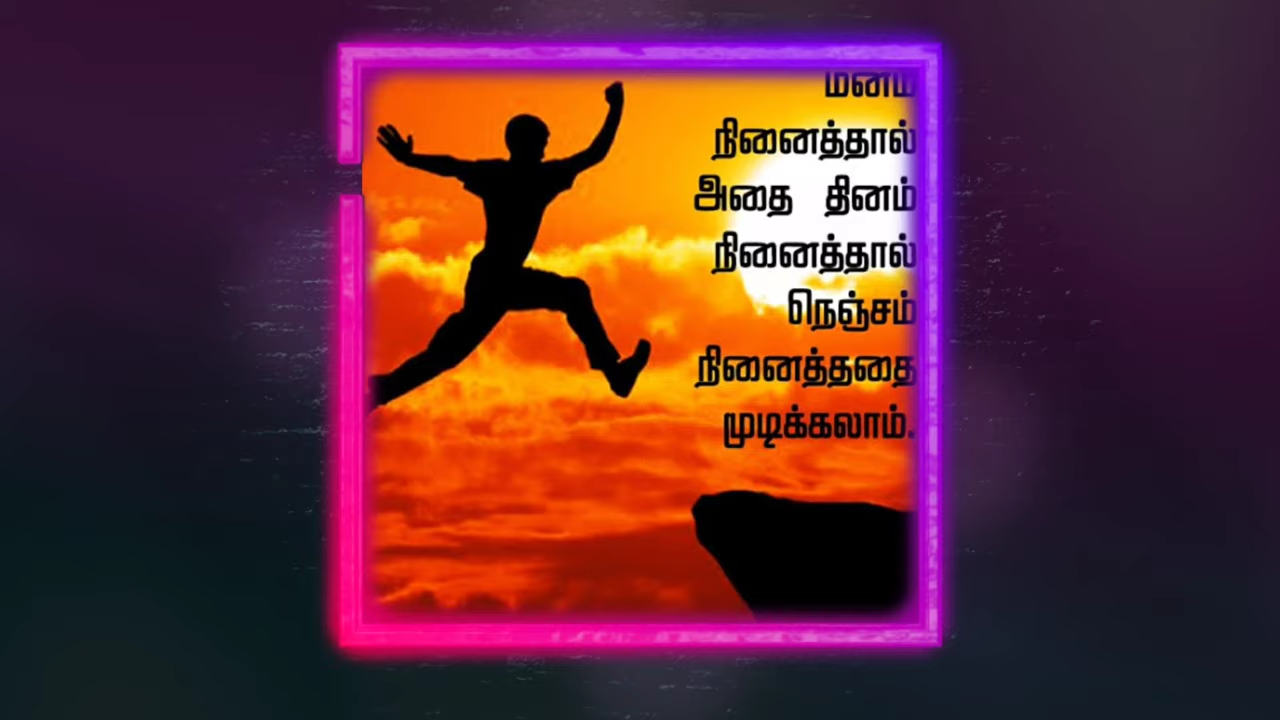 மனம்
நினைத்தால்
அதை தினம்
நினைத்தால்
நெஞ்சம்
நினைத்ததை
முடிக்கலாம்.